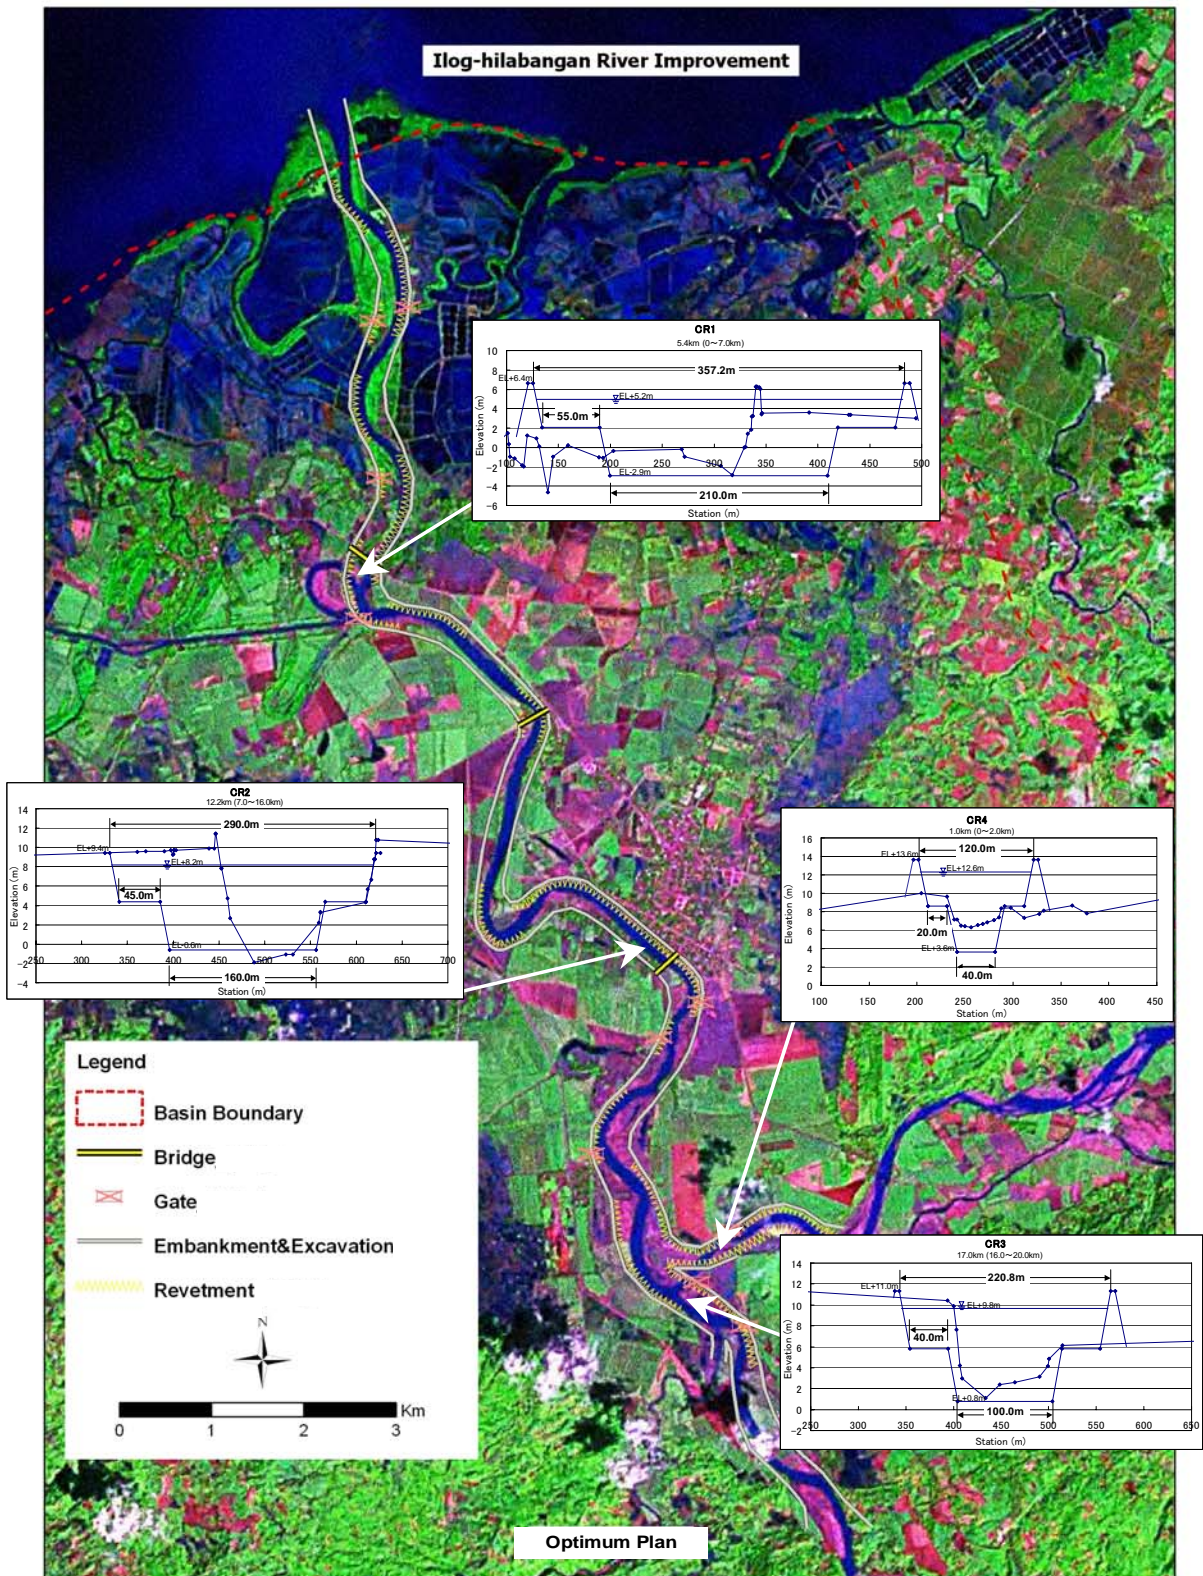 Ilog-hilabangan River Improvement
CR1
5.4km (0～7.0km)
10
8
6
4
2
0
-2
-4
-6
Elevation (m)
EL+6.4m
357.2m
EL+5.2m
55.0m
EL-2.9m
210.0m
100 150 200 250 300 350 400 450 500
Station (m)
CR2
12.2km (7.0～16.0km)
14
12
10
8
6
4
2
0
-2
-4
Elevation (m)
290.0m
EL+9.4m
EL+8.2m
45.0m
EL-0.6m
160.0m
250 300 350 400 450 500 550 600 650 700
Station (m)
CR4
1.0km (0～2.0km)
16
14
12
10
8
6
4
2
0
Elevation (m)
EL+13.6m
120.0m
EL+12.6m
20.0m
EL+3.6m
40.0m
100 150 200 250 300 350 400 450
Station (m)
Legend
Basin Boundary
Bridge
Gate
Embankment&Excavation
Revetment
N
Km
0 1 2 3
CR3
17.0km (16.0～20.0km)
14
12
10
8
6
4
2
0
-2
Elevation (m)
EL+11.0m
220.8m
EL+9.8m
40.0m
EL+0.8m
100.0m
250 300 350 400 450 500 550 600 650
Station (m)
Optimum Plan